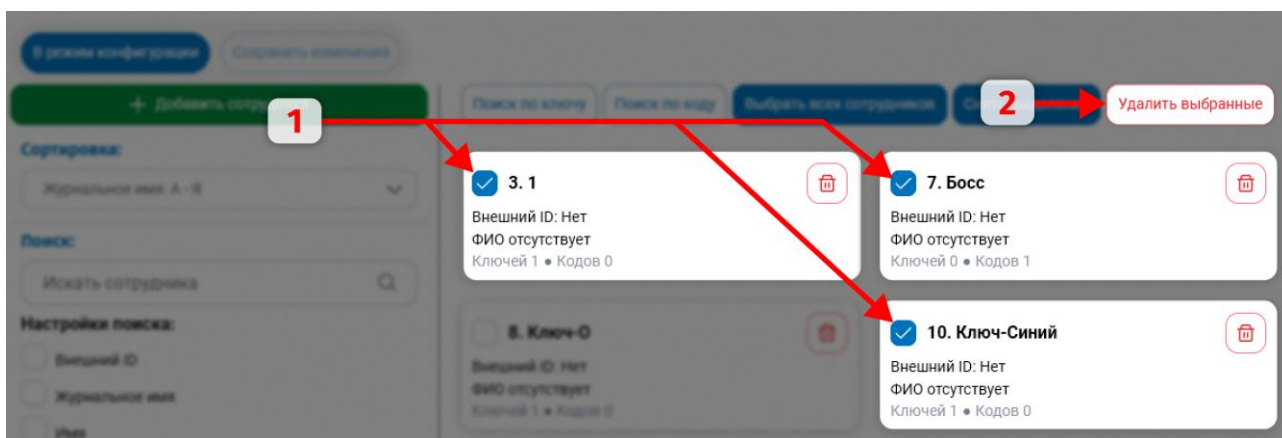 В режим конфигурации
Сохранить изменения
+ Добавить
1
Поиск по ключу
Поиск по коду
Выбрать всех сотрудников
2
Удалить выбранные
Сортировка:
Журнальное имя: А - Я
Поиск:
Искать сотрудника
Настройки поиска:
Внешний ID
Журнальное имя
Имя
3. 1
Внешний ID: Нет
ФИО отсутствует
Ключей 1 ● Кодов 0
7. Босс
Внешний ID: Нет
ФИО отсутствует
Ключей 0 ● Кодов 1
8. Ключ-О
Внешний ID: Нет
ФИО отсутствует
Ключей 1 ● Кодов 0
10. Ключ-Синий
Внешний ID: Нет
ФИО отсутствует
Ключей 1 ● Кодов 0